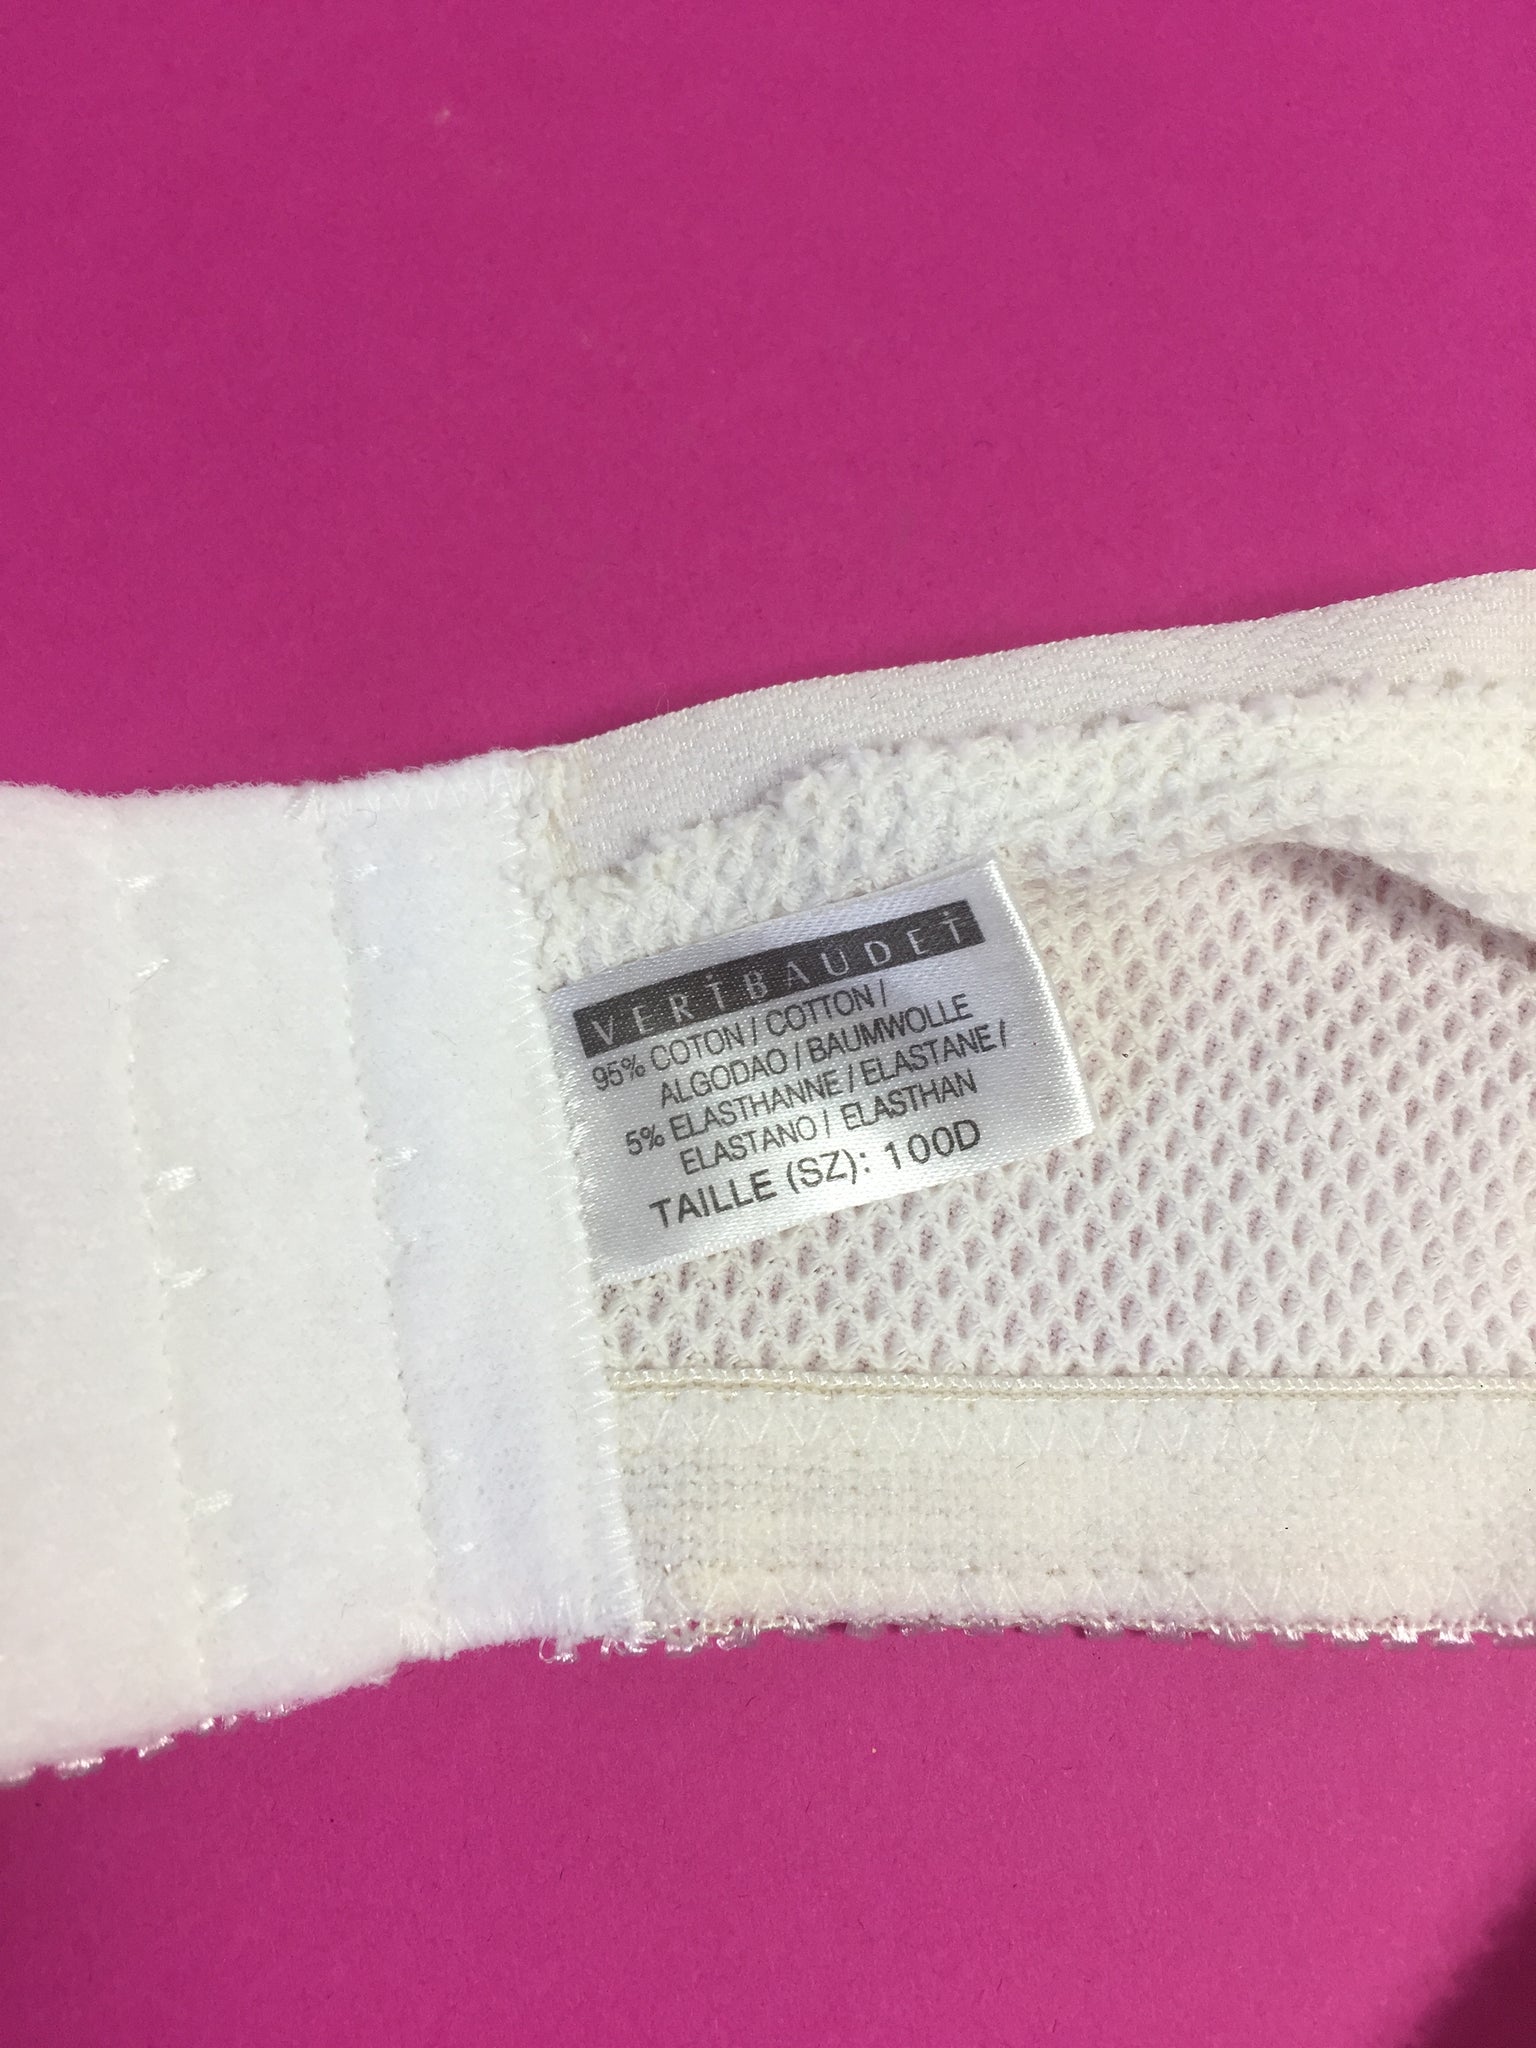 VERTBAUDET
95% COTON / COTTON /
ALGODAO / BAUMWOLLE
5% ELASTHANNE / ELASTANE /
ELASTANO / ELASTHAN
TAILLE (SZ): 100D